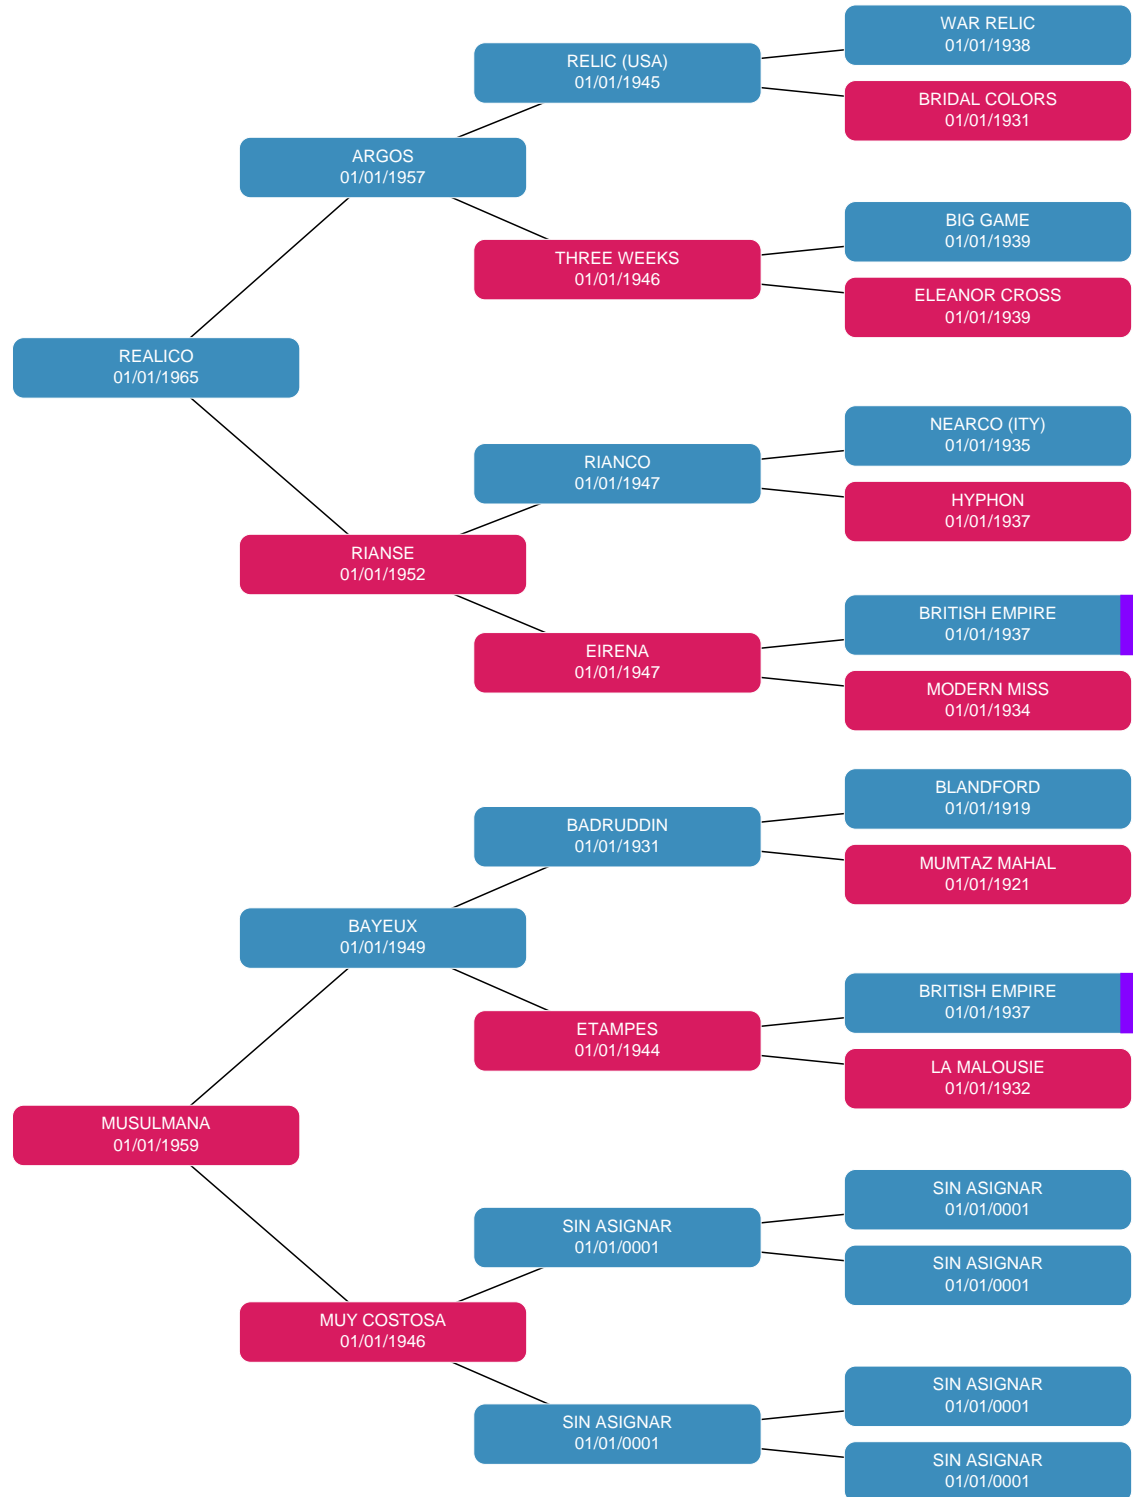 WAR RELIC
01/01/1938
RELIC (USA)
01/01/1945
BRIDAL COLORS
01/01/1931
ARGOS
01/01/1957
BIG GAME
01/01/1939
THREE WEEKS
01/01/1946
ELEANOR CROSS
01/01/1939
REALICO
01/01/1965
NEARCO (ITY)
01/01/1935
RIANCO
01/01/1947
HYPHON
01/01/1937
RIANSE
01/01/1952
BRITISH EMPIRE
01/01/1937
EIRENA
01/01/1947
MODERN MISS
01/01/1934
BLANDFORD
01/01/1919
BADRUDDIN
01/01/1931
MUMTAZ MAHAL
01/01/1921
BAYEUX
01/01/1949
BRITISH EMPIRE
01/01/1937
ETAMPES
01/01/1944
LA MALOUSIE
01/01/1932
MUSULMANA
01/01/1959
SIN ASIGNAR
01/01/0001
SIN ASIGNAR
01/01/0001
SIN ASIGNAR
01/01/0001
MUY COSTOSA
01/01/1946
SIN ASIGNAR
01/01/0001
SIN ASIGNAR
01/01/0001
SIN ASIGNAR
01/01/0001